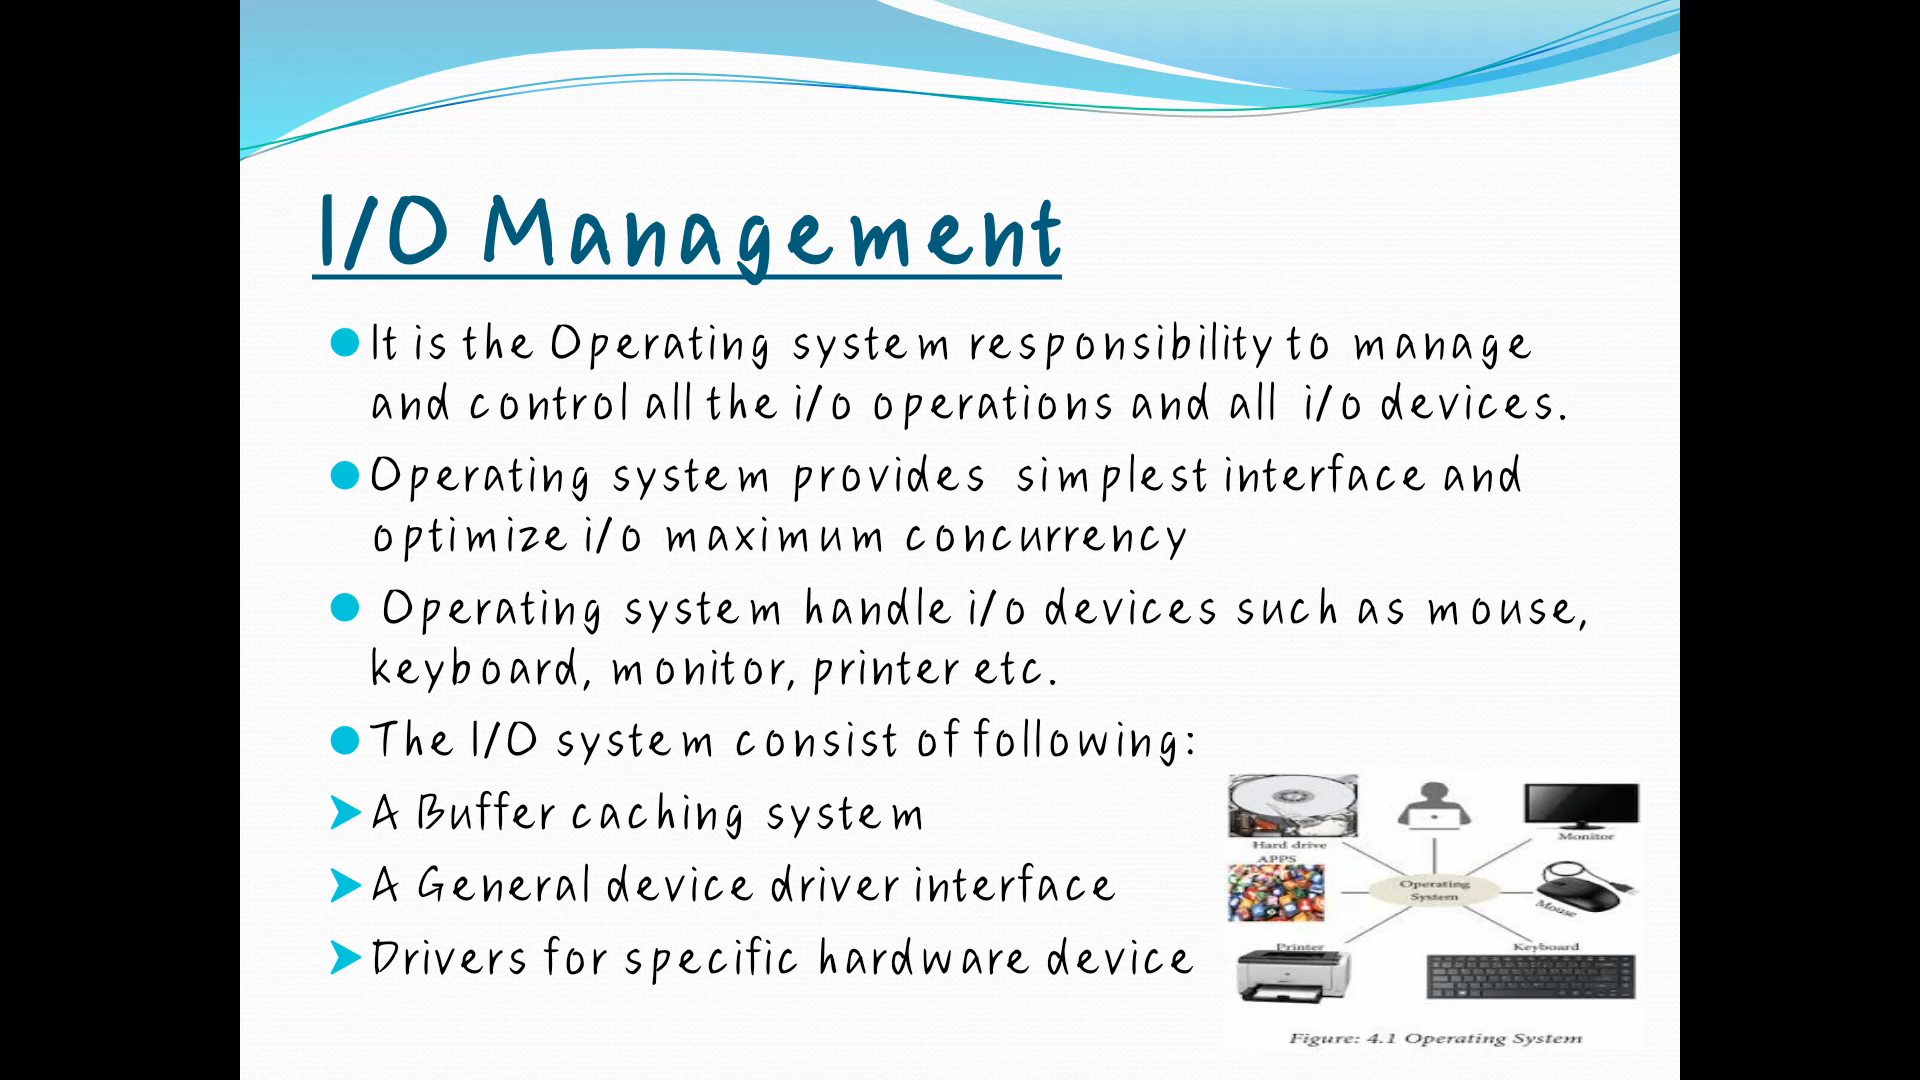 I/O Management
It is the Operating system responsibility to manage
and control all the i/o operations and all i/o devices.
Operating system provides simplest interface and
optimize i/o maximum concurrency
Operating system handle i/o devices such as mouse,
keyboard, monitor, printer etc.
The I/O system consist of following:
A Buffer caching system
A General device driver interface
Drivers for specific hardware device
Hard drive
Monitor
APPS
Operating
System
Mouse
Printer
Keyboard
Figure: 4.1 Operating System